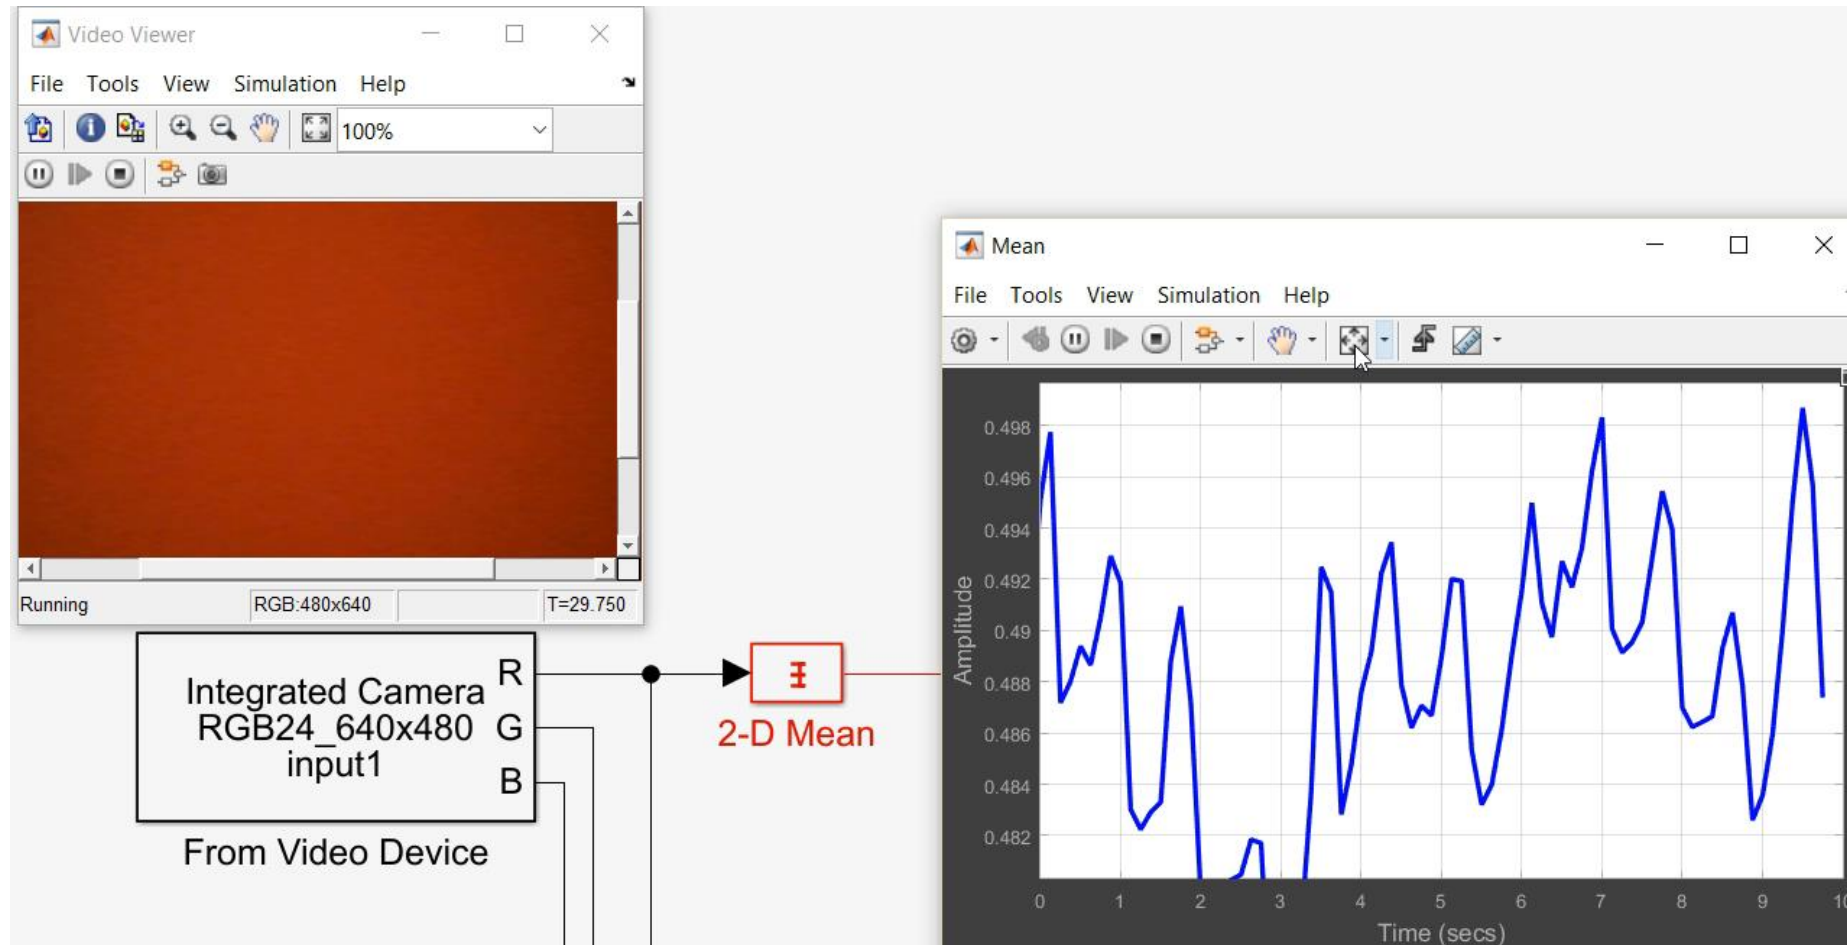 Video Viewer
File Tools View Simulation Help
100%
Running RGB:480x640 T=29.750
Integrated Camera
RGB24_640x480
input1
R
G
B
From Video Device
2-D Mean
Mean
File Tools View Simulation Help
0.498
0.496
0.494
0.492
0.49
0.488
0.486
0.484
0.482
Amplitude
0 1 2 3 4 5 6 7 8 9 10
Time (secs)